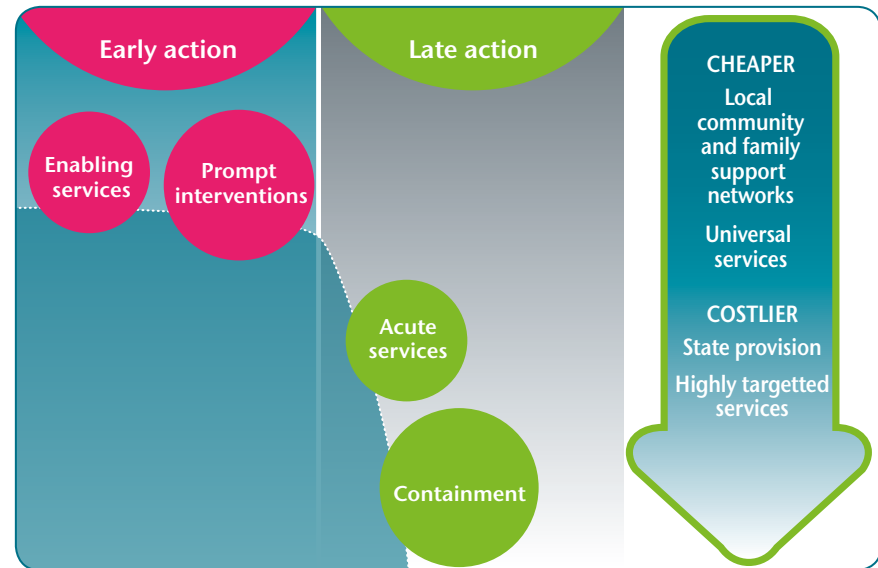 Early action
Late action
Enabling
services
Prompt
interventions
Acute
services
Containment
CHEAPER
Local
community
and family
support
networks
Universal
services
COSTLIER
State provision
Highly targetted
services